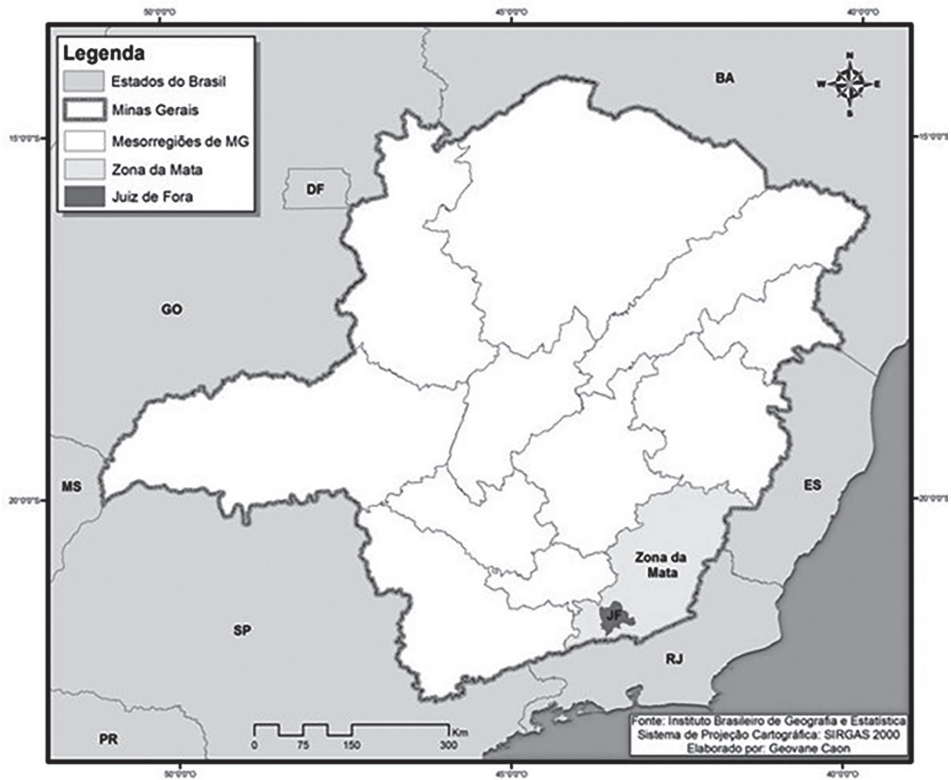 50°0'0"O
45°0'0"O
40°0'0"O
Legenda
Estados do Brasil
Minas Gerais
Mesorregiões de MG
Zona da Mata
Juiz de Fora
BA
N
W
E
S
15°0'0"S
15°0'0"S
DF
GO
MS
20°0'0"S
20°0'0"S
ES
Zona da
Mata
JF
SP
RJ
PR
0
75
150
300
Km
Fonte: Instituto Brasileiro de Geografia e Estatística
Sistema de Projeção Cartográfica: SIRGAS 2000
Elaborado por: Geovane Caon
50°0'0"O
45°0'0"O
40°0'0"O